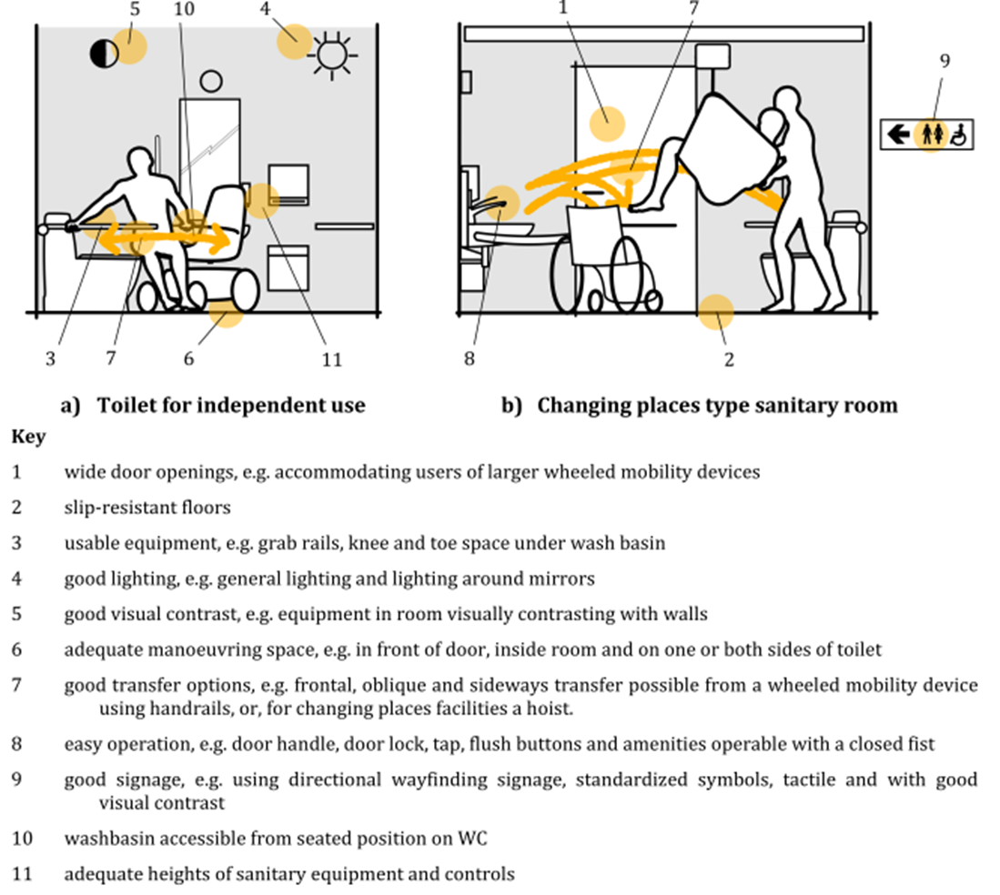 5 10 4 1 7
9
3 7 6 11 8 2
a) Toilet for independent use b) Changing places type sanitary room
Key
1 wide door openings, e.g. accommodating users of larger wheeled mobility devices
2 slip-resistant floors
3 usable equipment, e.g. grab rails, knee and toe space under wash basin
4 good lighting, e.g. general lighting and lighting around mirrors
5 good visual contrast, e.g. equipment in room visually contrasting with walls
6 adequate manoeuvring space, e.g. in front of door, inside room and on one or both sides of toilet
7 good transfer options, e.g. frontal, oblique and sideways transfer possible from a wheeled mobility device
using handrails, or, for changing places facilities a hoist.
8 easy operation, e.g. door handle, door lock, tap, flush buttons and amenities operable with a closed fist
9 good signage, e.g. using directional wayfinding signage, standardized symbols, tactile and with good
visual contrast
10 washbasin accessible from seated position on WC
11 adequate heights of sanitary equipment and controls